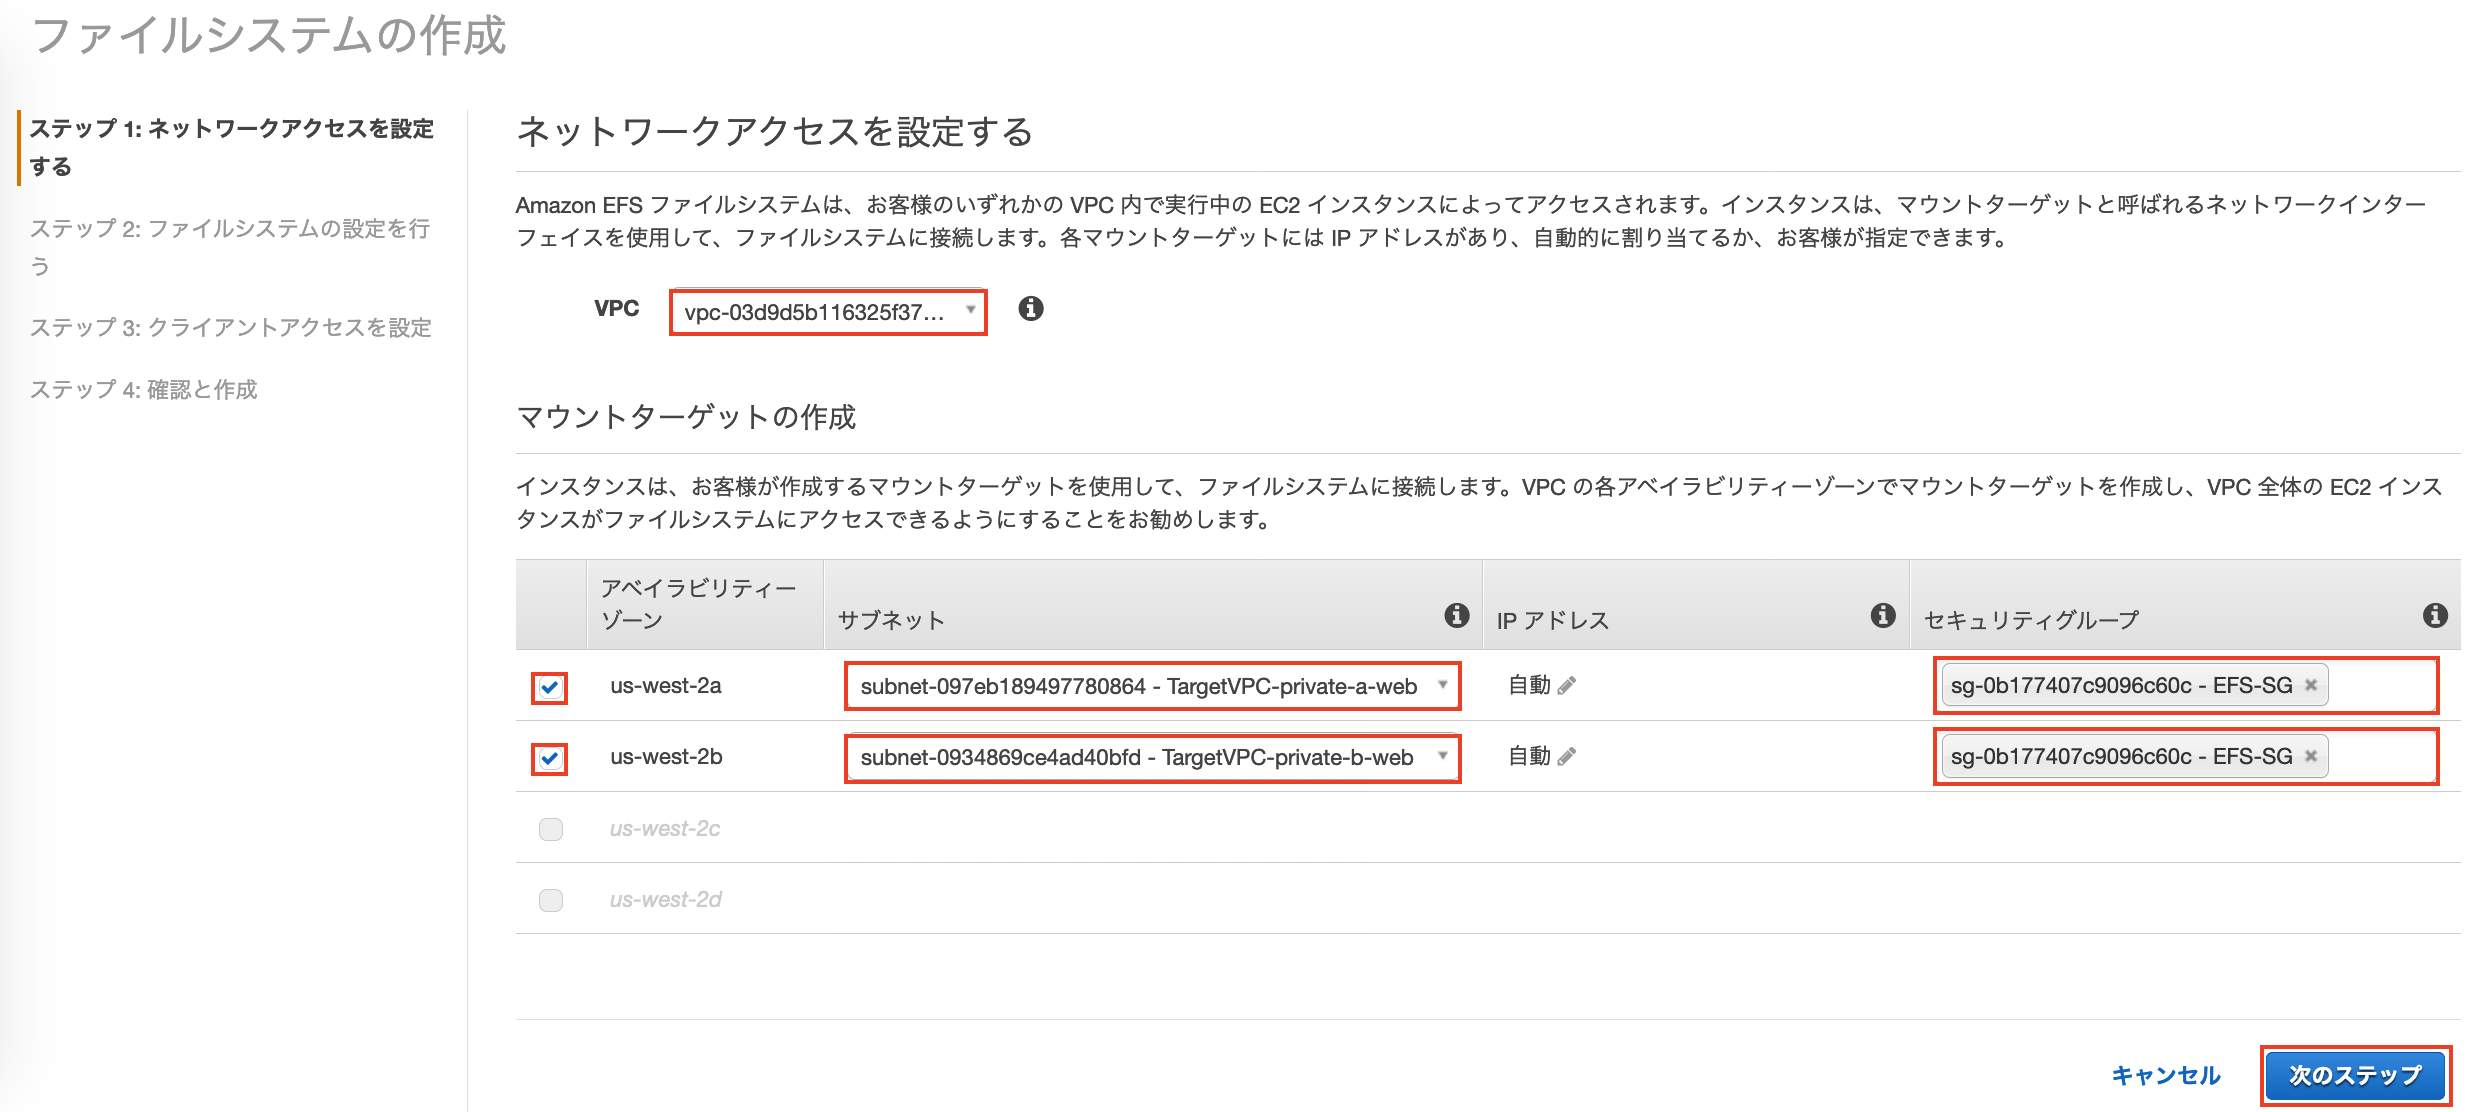 ファイルシステムの作成
ステップ 1: ネットワークアクセスを設定
する
ステップ 2: ファイルシステムの設定を行
う
ステップ 3: クライアントアクセスを設定
ステップ 4: 確認と作成
ネットワークアクセスを設定する
Amazon EFS ファイルシステムは、お客様のいずれかの VPC 内で実行中の EC2 インスタンスによってアクセスされます。インスタンスは、マウントターゲットと呼ばれるネットワークインター
フェイスを使用して、ファイルシステムに接続します。各マウントターゲットには IP アドレスがあり、自動的に割り当てるか、お客様が指定できます。
VPC vpc-03d9d5b116325f37...
マウントターゲットの作成
インスタンスは、お客様が作成するマウントターゲットを使用して、ファイルシステムに接続します。VPC の各アベイラビリティーゾーンでマウントターゲットを作成し、VPC 全体の EC2 インス
タンスがファイルシステムにアクセスできるようにすることをお勧めします。
アベイラビリティー
ゾーン サブネット IP アドレス セキュリティグループ
us-west-2a subnet-097eb189497780864 - TargetVPC-private-a-web 自動 sg-0b177407c9096c60c - EFS-SG
us-west-2b subnet-0934869ce4ad40bfd - TargetVPC-private-b-web 自動 sg-0b177407c9096c60c - EFS-SG
us-west-2c
us-west-2d
キャンセル 次のステップ